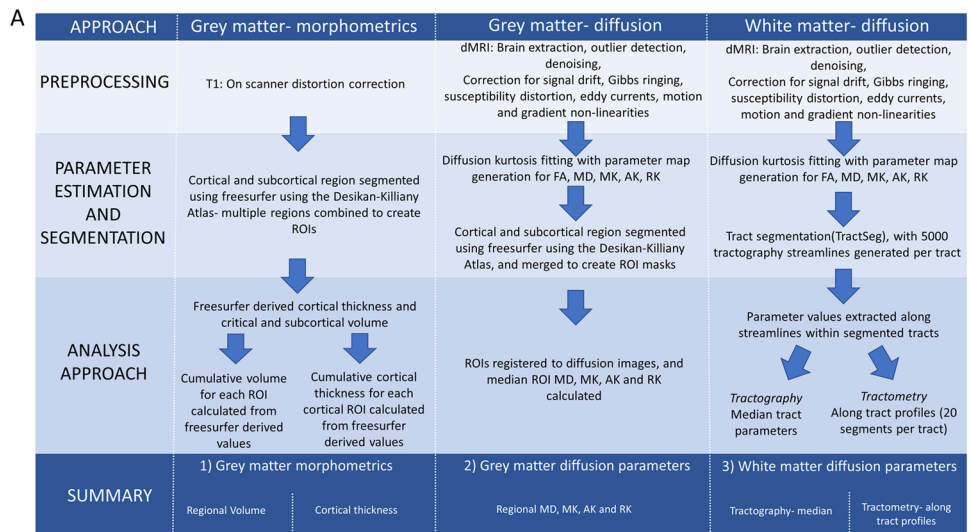 A
APPROACH
Grey matter- morphometrics
Grey matter- diffusion
White matter- diffusion
PREPROCESSING
T1: On scanner distortion correction
dMRI: Brain extraction, outlier detection,
denoising,
Correction for signal drift, Gibbs ringing,
susceptibility distortion, eddy currents, motion
and gradient non-linearities
dMRI: Brain extraction, outlier detection,
denoising,
Correction for signal drift, Gibbs ringing,
susceptibility distortion, eddy currents,
motion and gradient non-linearities
PARAMETER
ESTIMATION
AND
SEGMENTATION
Cortical and subcortical region segmented
using freesurfer using the Desikan-Killiany
Atlas- multiple regions combined to create
ROIs
Diffusion kurtosis fitting with parameter map
generation for FA, MD, MK, AK, RK
Cortical and subcortical region segmented
using freesurfer using the Desikan-Killiany
Atlas, and merged to create ROI masks
Diffusion kurtosis fitting with parameter map
generation for FA, MD, MK, AK, RK
Tract segmentation(TractSeg), with 5000
tractography streamlines generated per tract
ANALYSIS
APPROACH
Freesurfer derived cortical thickness and
critical and subcortical volume
Cumulative volume
for each ROI
calculated from
freesurfer derived
values
Cumulative cortical
thickness for each
cortical ROI calculated
from freesurfer
derived values
ROIs registered to diffusion images, and
median ROI MD, MK, AK and RK
calculated
Parameter values extracted along
streamlines within segmented tracts
Tractography
Median tract
parameters
Tractometry
Along tract profiles (20
segments per tract)
SUMMARY
1) Grey matter morphometrics
Regional Volume
Cortical thickness
2) Grey matter diffusion parameters
Regional MD, MK, AK and RK
3) White matter diffusion parameters
Tractography- median
Tractometry- along
tract profiles